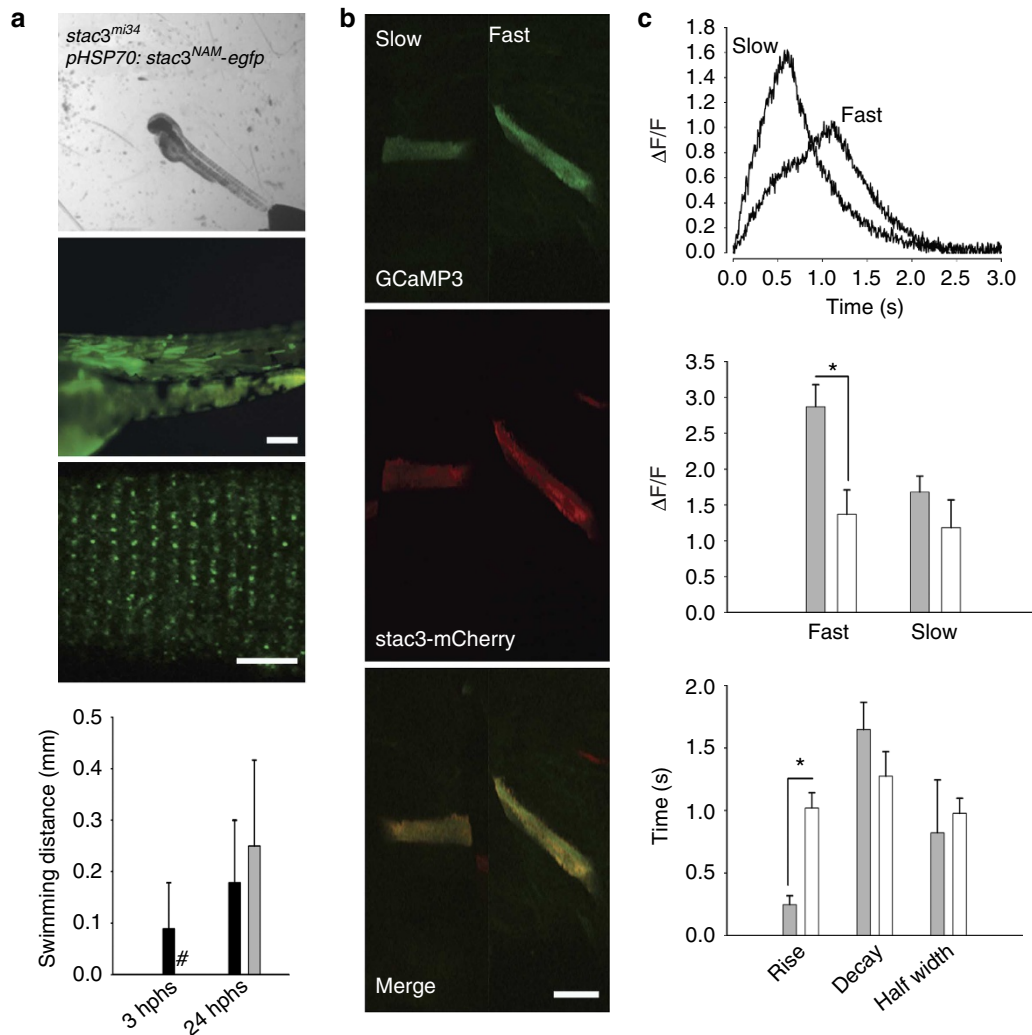 a
stac3mi34
pHSP70: stac3NAM-egfp
Swimming distance (mm)
0.5
0.4
0.3
0.2
0.1
0.0
#
3 hphs
24 hphs
b
Slow
Fast
GCaMP3
stac3-mCherry
Merge
c
ΔF/F
1.8
1.6
1.4
1.2
1.0
0.8
0.6
0.4
0.2
0.0
Slow
Fast
0.0 0.5 1.0 1.5 2.0 2.5 3.0
Time (s)
ΔF/F
3.5
3.0
2.5
2.0
1.5
1.0
0.5
0.0
*
Fast
Slow
Time (s)
2.0
1.5
1.0
0.5
0.0
*
Rise
Decay
Half width